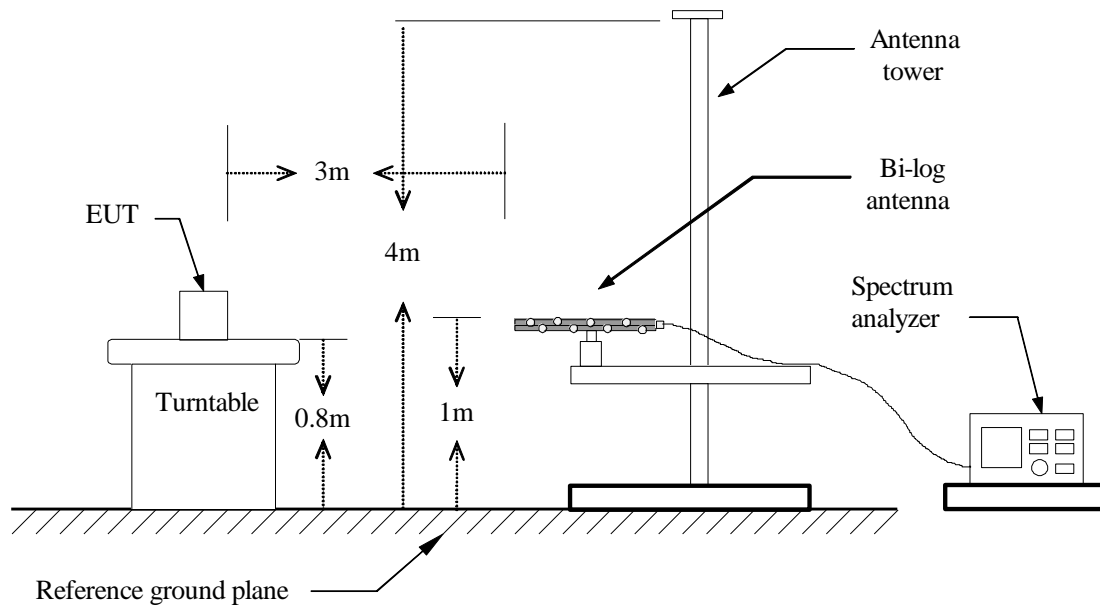 Antenna
tower
3m
Bi-log
antenna
EUT
4m
Spectrum
analyzer
Turntable
0.8m
1m
Reference ground plane